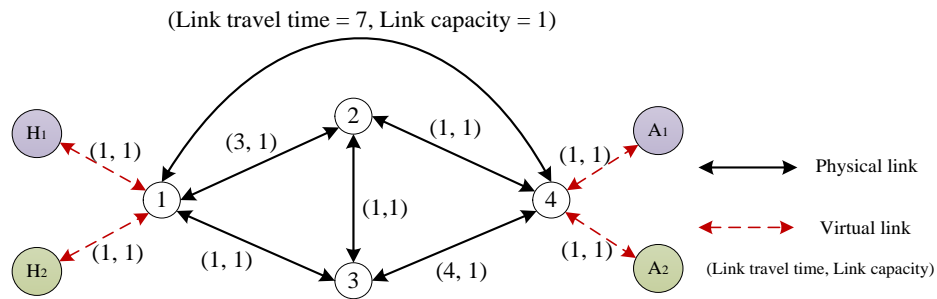 (Link travel time = 7, Link capacity = 1)
H1
(1, 1)
(3, 1)
2
(1, 1)
(1, 1)
A1
Physical link
1
(1,1)
4
Virtual link
H2
(1, 1)
(1, 1)
3
(4, 1)
(1, 1)
A2
(Link travel time, Link capacity)